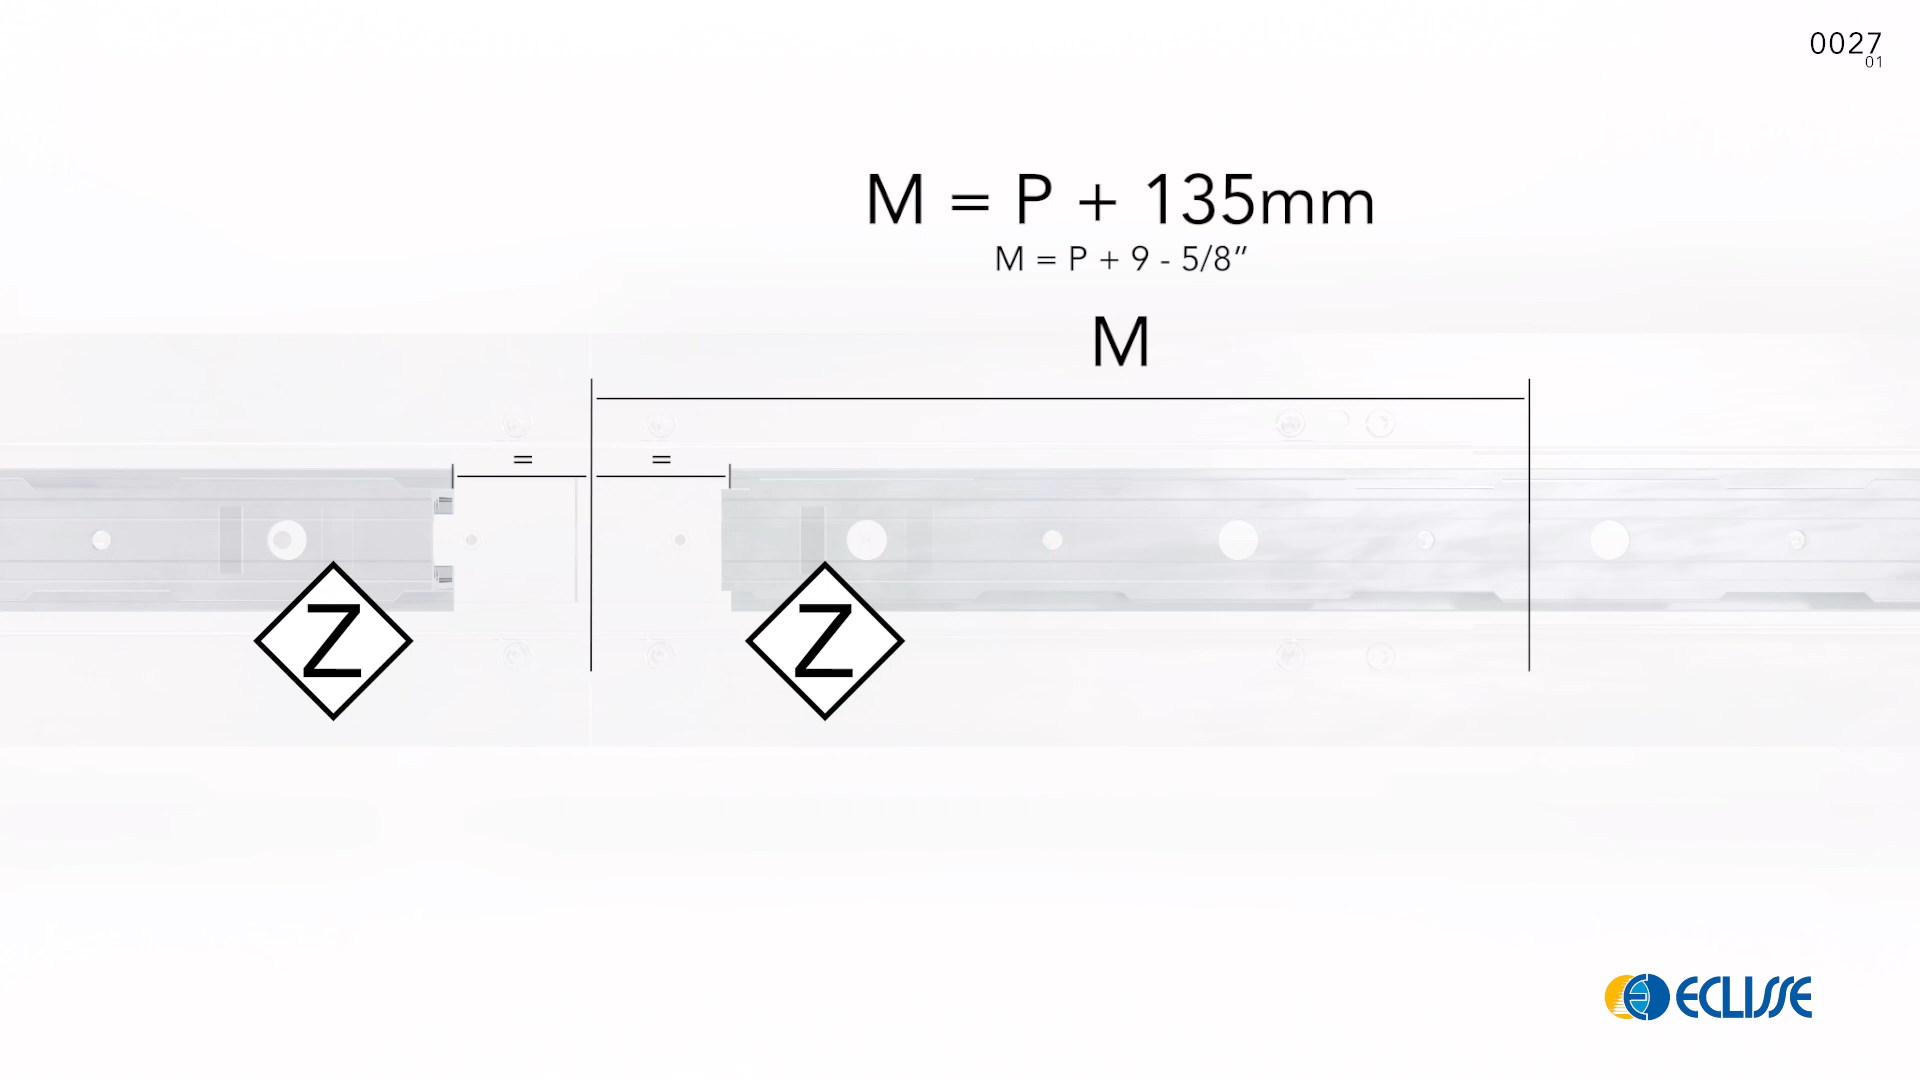 0027
01
M = P + 135mm
M = P + 9 - 5/8”
M
= =
Z Z
ECLISSE